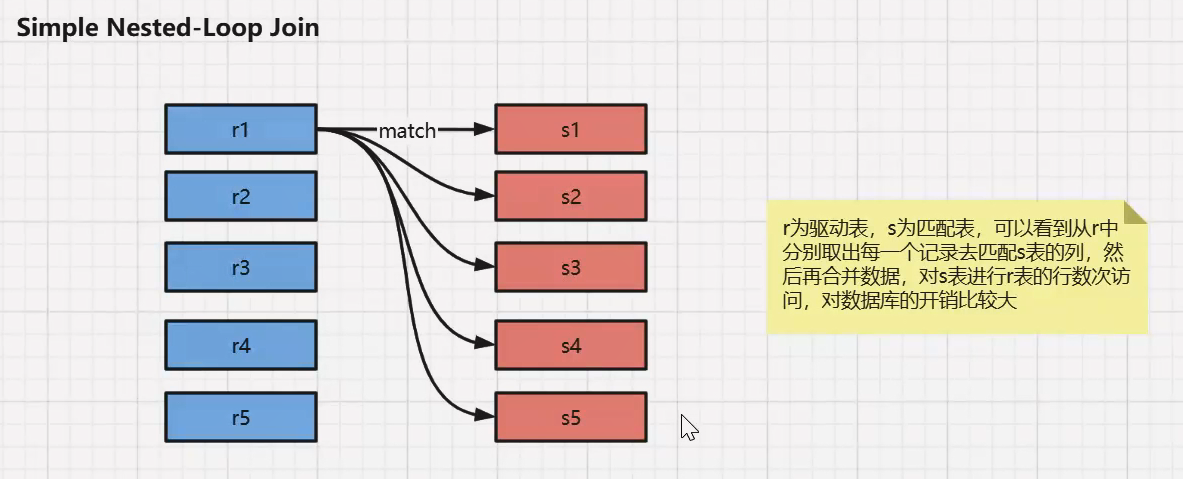 Simple Nested-Loop Join
r1
match
s1
r2
s2
r3
s3
r4
s4
r5
s5
r为驱动表，s为匹配表，可以看到从r中
分别取出每一个记录去匹配s表的列，然
后再合并数据，对s表进行r表的行数次访
问，对数据库的开销比较大